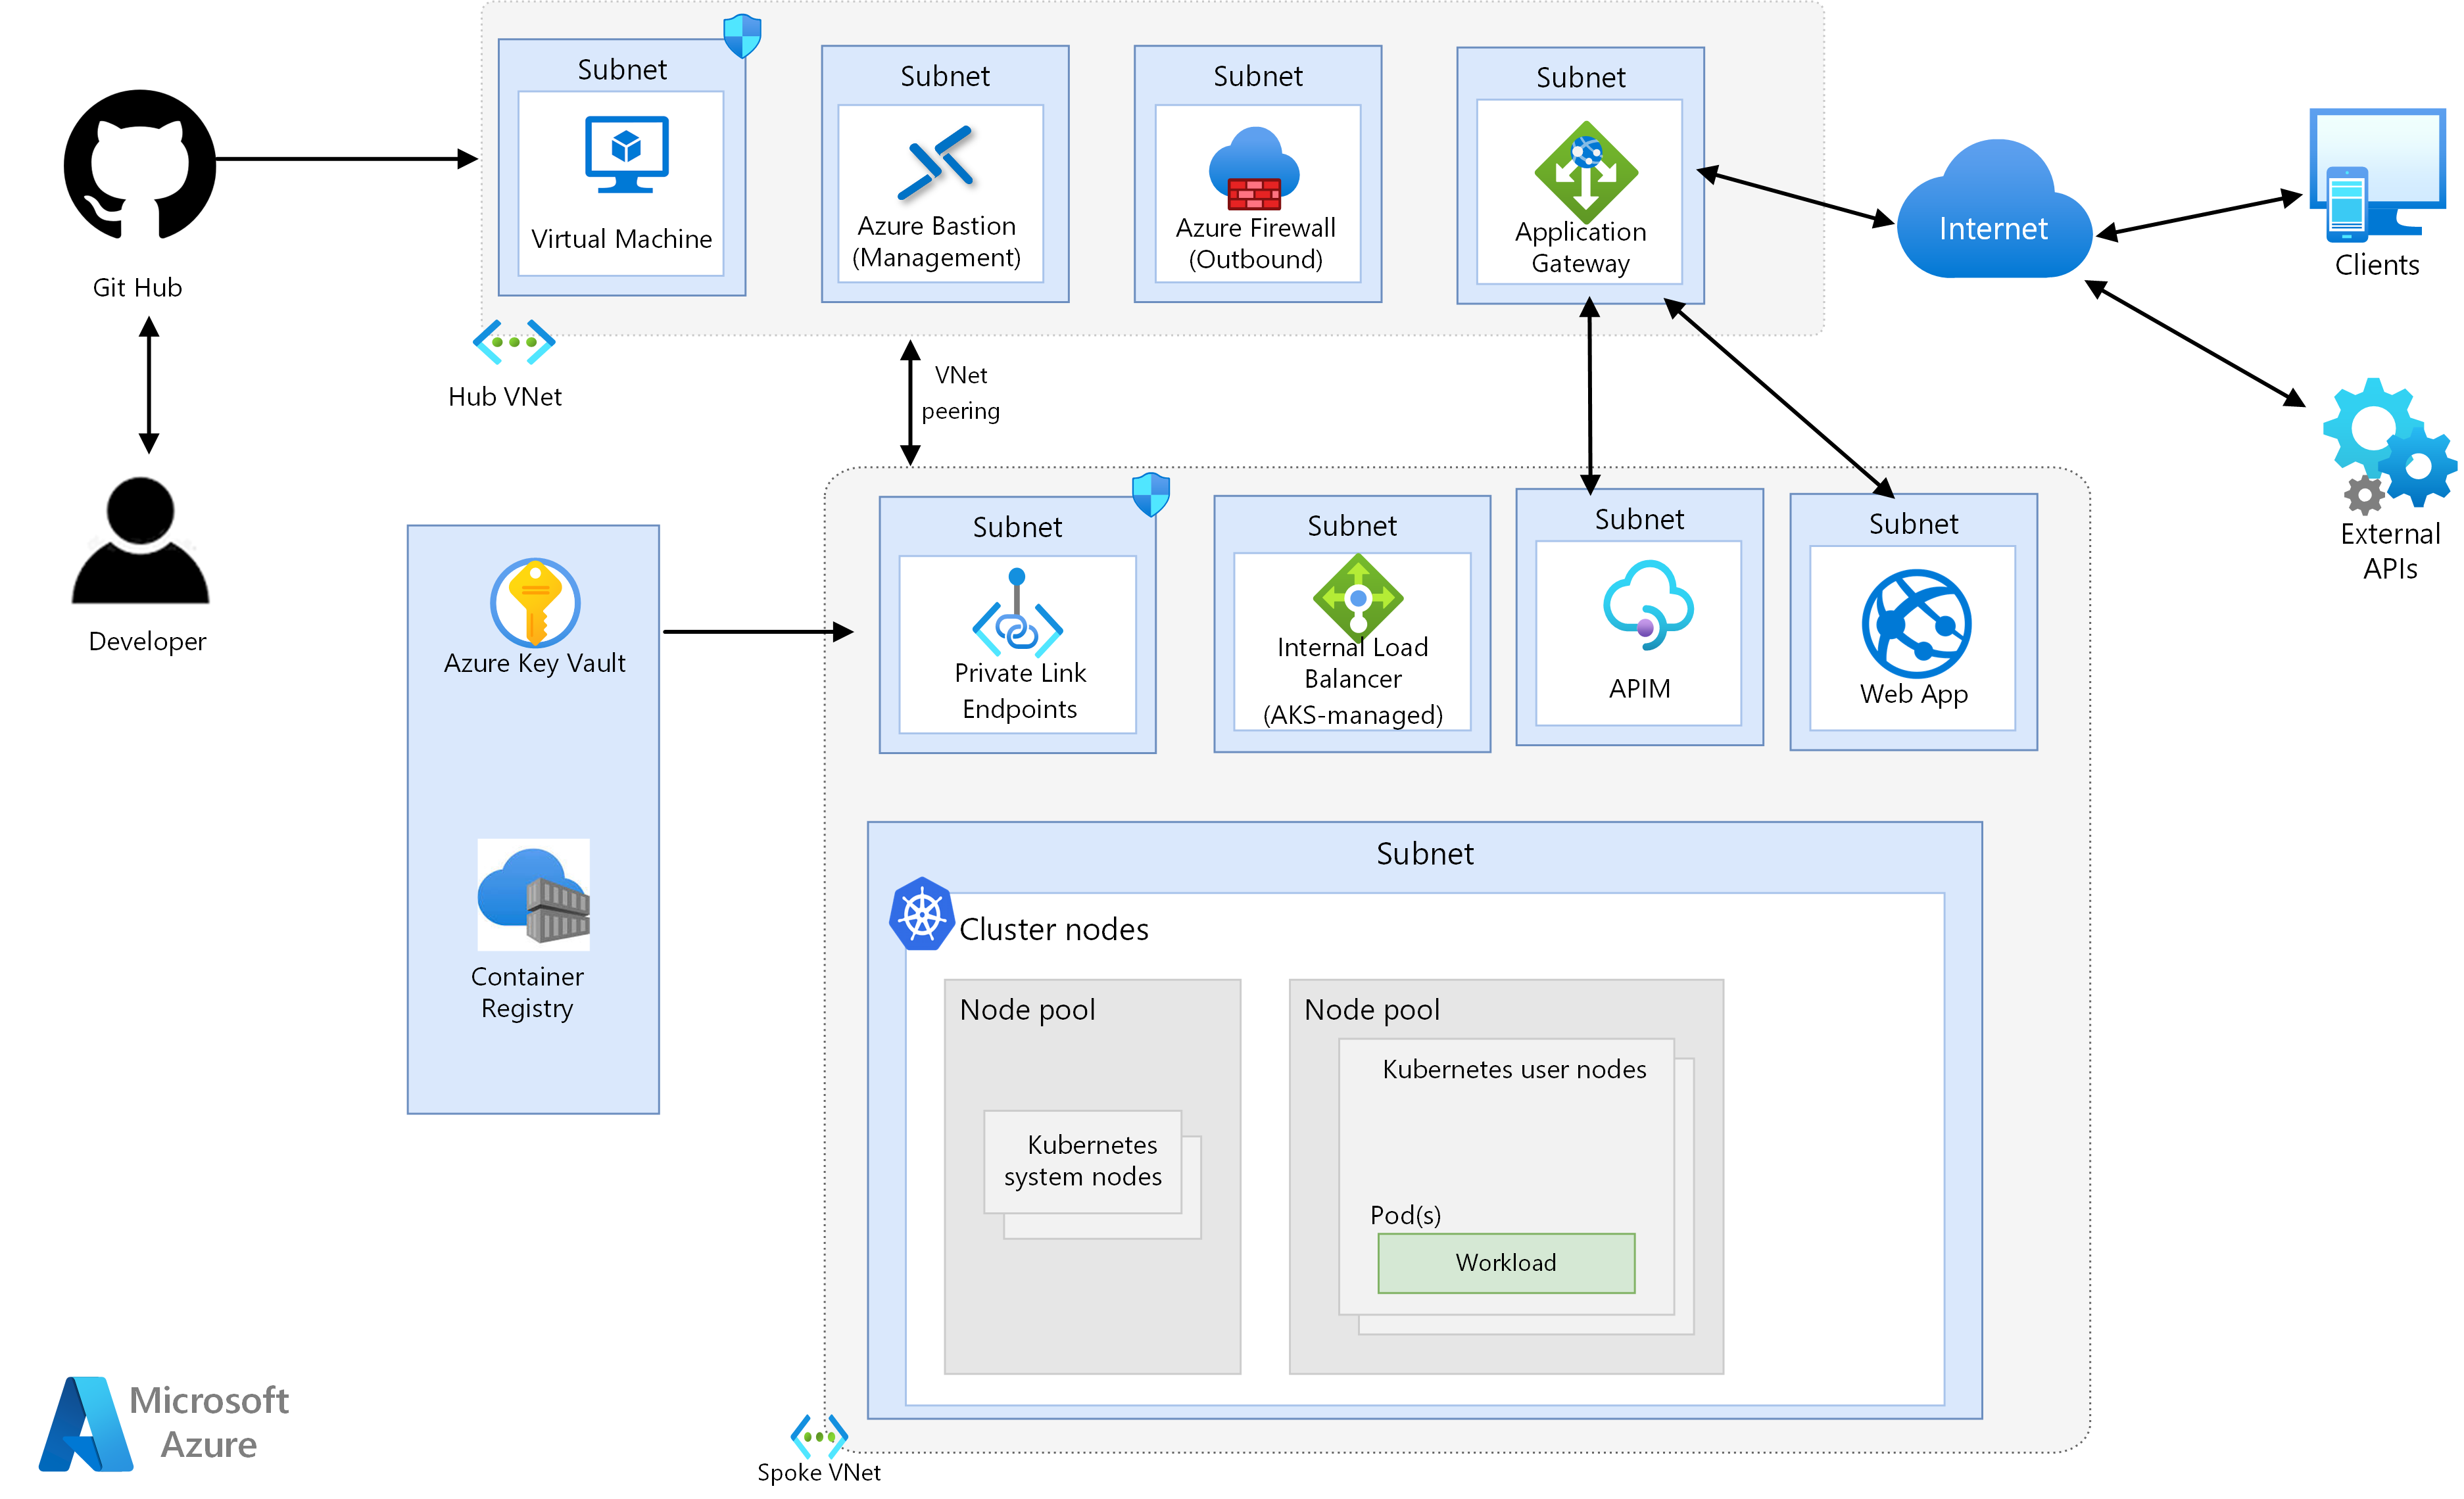 Subnet
Virtual Machine
Subnet
Azure Bastion
(Management)
Subnet
Azure Firewall
(Outbound)
Subnet
Application
Gateway
Internet
Clients
Git Hub
Hub VNet
VNet
peering
External
APIs
Developer
Azure Key Vault
Container
Registry
Subnet
Private Link
Endpoints
Subnet
Internal Load
Balancer
(AKS-managed)
Subnet
APIM
Subnet
Web App
Subnet
Cluster nodes
Node pool
Kubernetes
system nodes
Node pool
Kubernetes user nodes
Pod(s)
Workload
Microsoft
Azure
Spoke VNet